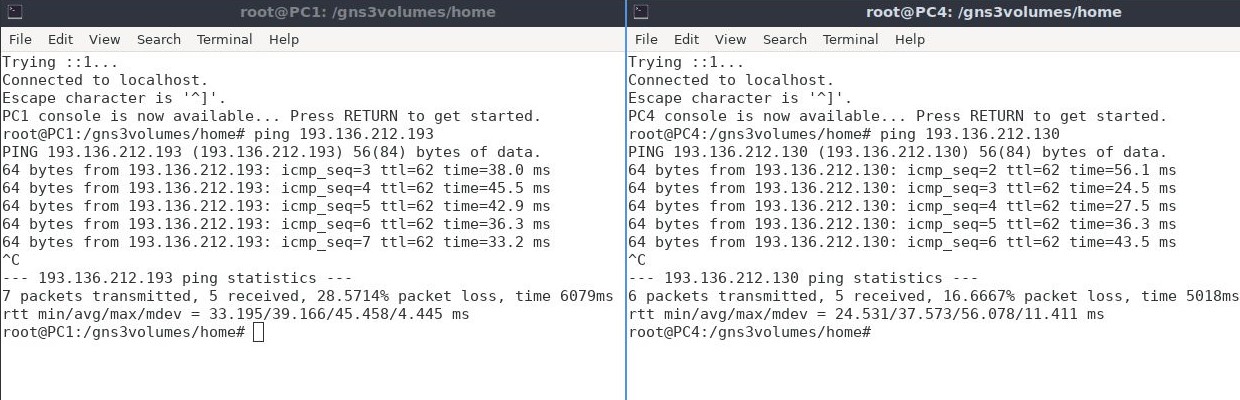 root@PC1: /gns3volumes/home
File Edit View Search Terminal Help
Trying ::1...
Connected to localhost.
Escape character is '^]'.
PC1 console is now available... Press RETURN to get started.
root@PC1:/gns3volumes/home# ping 193.136.212.193
PING 193.136.212.193 (193.136.212.193) 56(84) bytes of data.
64 bytes from 193.136.212.193: icmp_seq=3 ttl=62 time=38.0 ms
64 bytes from 193.136.212.193: icmp_seq=4 ttl=62 time=45.5 ms
64 bytes from 193.136.212.193: icmp_seq=5 ttl=62 time=42.9 ms
64 bytes from 193.136.212.193: icmp_seq=6 ttl=62 time=36.3 ms
64 bytes from 193.136.212.193: icmp_seq=7 ttl=62 time=33.2 ms
^C
--- 193.136.212.193 ping statistics ---
7 packets transmitted, 5 received, 28.5714% packet loss, time 6079ms
rtt min/avg/max/mdev = 33.195/39.166/45.458/4.445 ms
root@PC1:/gns3volumes/home#
root@PC4: /gns3volumes/home
File Edit View Search Terminal Help
Trying ::1...
Connected to localhost.
Escape character is '^]'.
PC4 console is now available... Press RETURN to get started.
root@PC4:/gns3volumes/home# ping 193.136.212.130
PING 193.136.212.130 (193.136.212.130) 56(84) bytes of data.
64 bytes from 193.136.212.130: icmp_seq=2 ttl=62 time=56.1 ms
64 bytes from 193.136.212.130: icmp_seq=3 ttl=62 time=24.5 ms
64 bytes from 193.136.212.130: icmp_seq=4 ttl=62 time=27.5 ms
64 bytes from 193.136.212.130: icmp_seq=5 ttl=62 time=36.3 ms
64 bytes from 193.136.212.130: icmp_seq=6 ttl=62 time=43.5 ms
^C
--- 193.136.212.130 ping statistics ---
6 packets transmitted, 5 received, 16.6667% packet loss, time 5018ms
rtt min/avg/max/mdev = 24.531/37.573/56.078/11.411 ms
root@PC4:/gns3volumes/home#